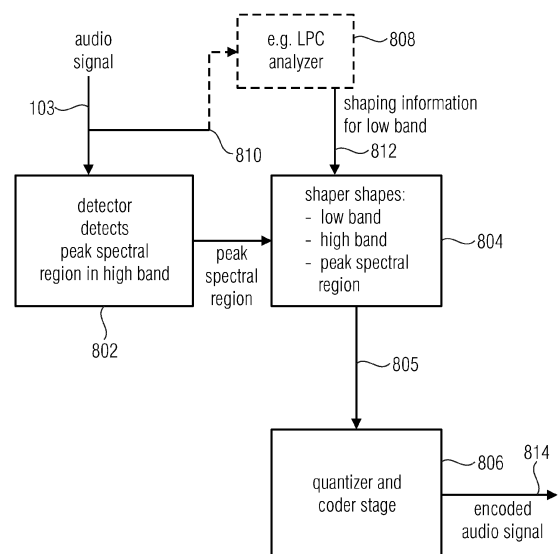 audio
signal
103
810
e.g. LPC
analyzer
808
shaping information
for low band
812
detector
detects
peak spectral
region in high band
802
peak
spectral
region
shaper shapes:
- low band
- high band
- peak spectral
region
804
805
quantizer and
coder stage
806
814
encoded
audio signal